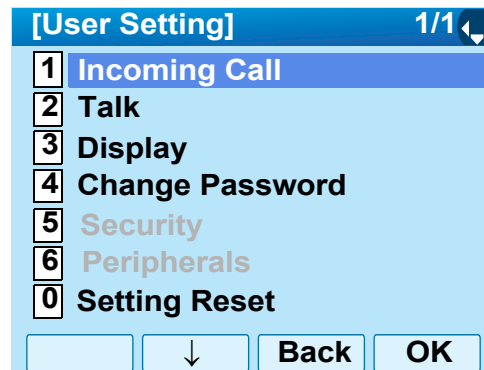 [User Setting] 1/1
1 Incoming Call
2 Talk
3 Display
4 Change Password
5 Security
6 Peripherals
0 Setting Reset
↓ Back OK